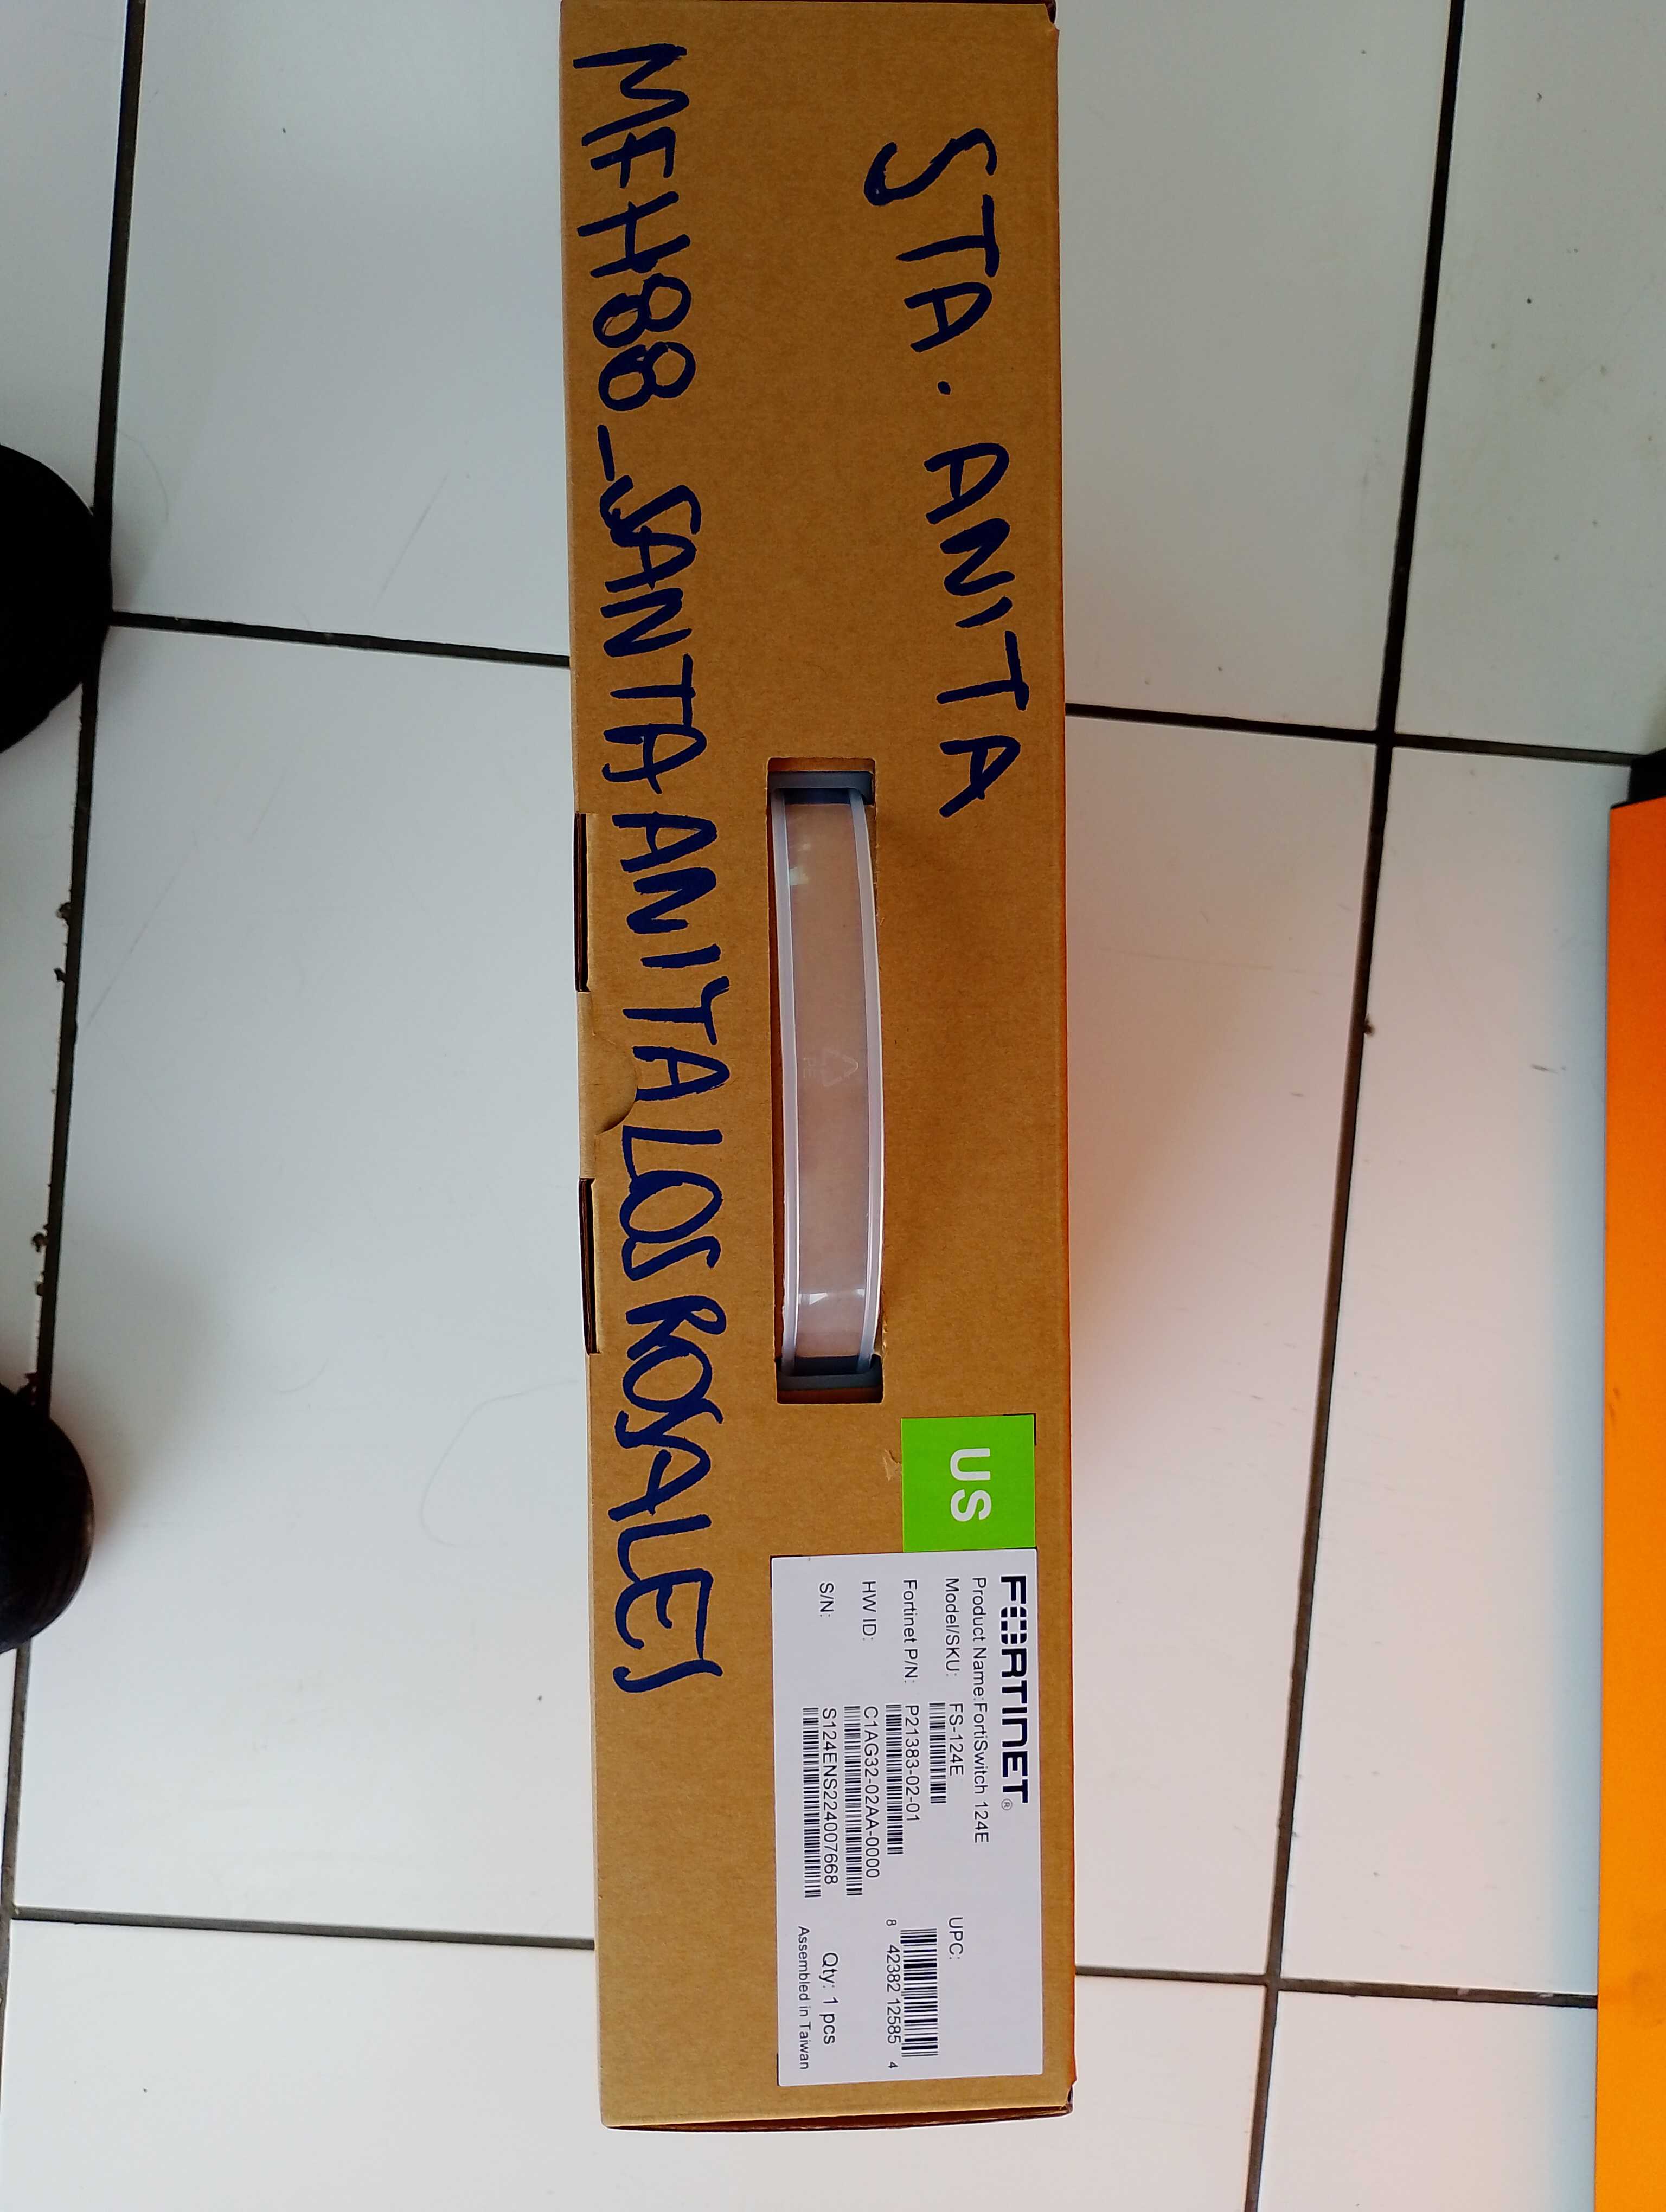 STA. ANITA
MFH88_SANTA ANITA LOS ROSALES
US
FORTINET®
Product Name:FortiSwitch 124E
Model/SKU: FS-124E
Fortinet P/N: P21383-02-01
HW ID: C1AG32-02AA-0000
S/N: S124ENS224007668
UPC:
8 42382 12585 4
Qty: 1 pcs
Assembled in Taiwan